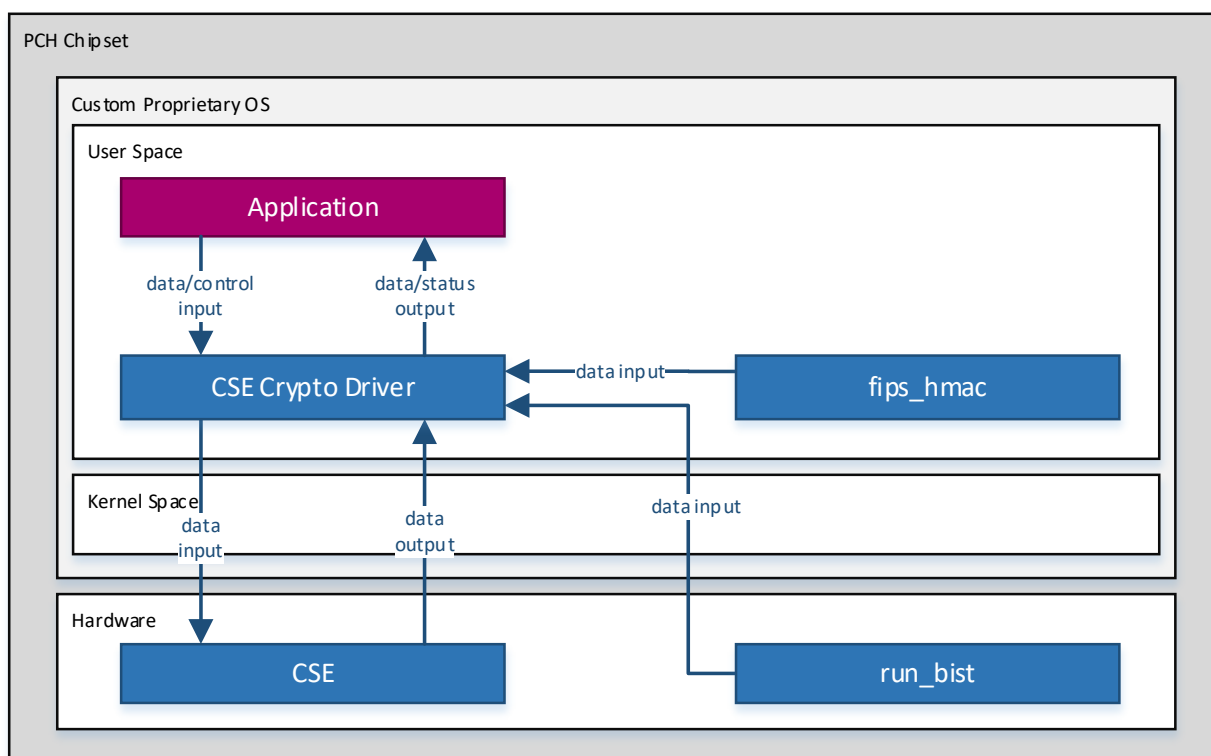 PCH Chipset
Custom Proprietary OS
User Space
Application
data/control
input
data/status
output
CSE Crypto Driver
data input
fips_hmac
Kernel Space
data
input
data
output
data input
Hardware
CSE
run_bist